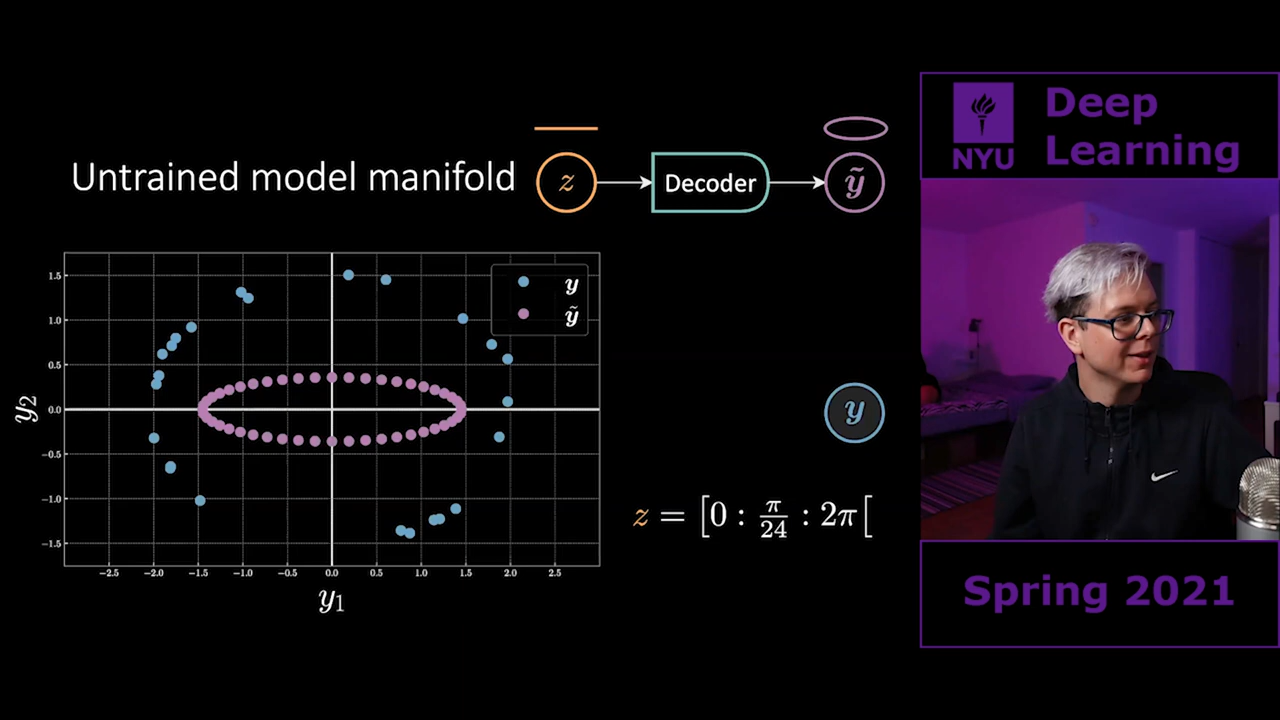 Untrained model manifold
z
Decoder
ỹ
y
ỹ
1.5
1.0
0.5
0.0
−0.5
−1.0
−1.5
y₂
−2.5 −2.0 −1.5 −1.0 −0.5 0.0 0.5 1.0 1.5 2.0 2.5
y₁
y
z = [0 : π/24 : 2π[
NYU
Deep
Learning
Spring 2021